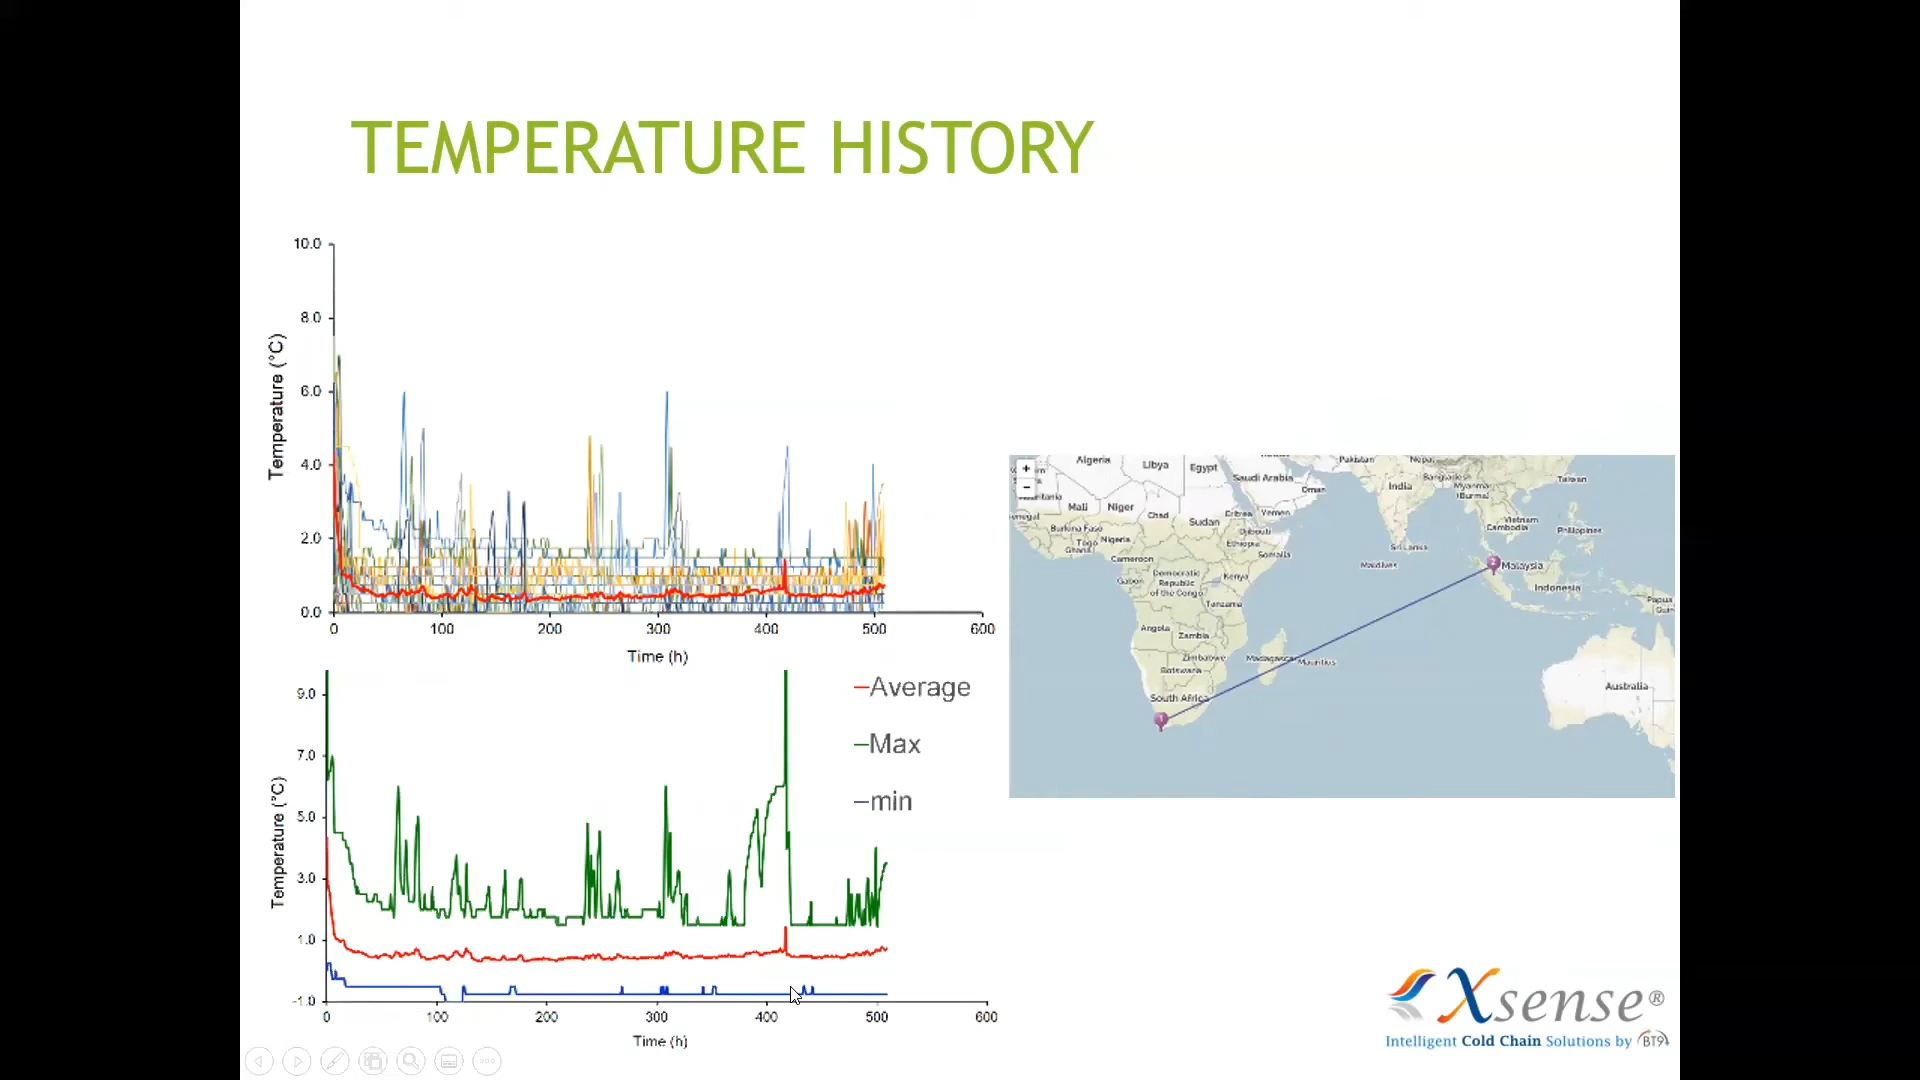 TEMPERATURE HISTORY
10.0
8.0
6.0
4.0
2.0
0.0
Temperature (°C)
0 100 200 300 400 500 600
Time (h)
9.0
7.0
5.0
3.0
1.0
-1.0
Temperature (°C)
0 100 200 300 400 500 600
Time (h)
Average
Max
min
+
−
Algeria
Libya
Egypt
Saudi Arabia
Oman
Pakistan
Nepal
India
Bangladesh
Myanmar
(Burma)
Taiwan
Mali
Niger
Chad
Sudan
Eritrea
Yemen
Burkina Faso
Togo
Nigeria
Ghana
Djibouti
Ethiopia
Somalia
Vietnam
Cambodia
Philippines
Sri Lanka
Maldives
Cameroon
Gabon
Democratic
Republic
of the Congo
Kenya
2
Malaysia
Indonesia
Papua
Tanzania
Angola
Zambia
Zimbabwe
Madagascar
Mauritius
Botswana
South Africa
1
Australia
Xsense®
Intelligent Cold Chain Solutions by BT9